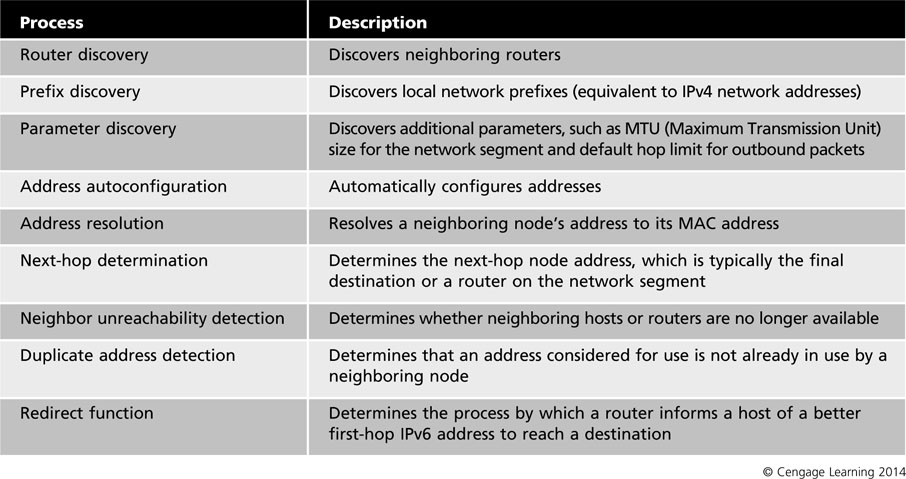 Process Description
Router discovery Discovers neighboring routers
Prefix discovery Discovers local network prefixes (equivalent to IPv4 network addresses)
Parameter discovery Discovers additional parameters, such as MTU (Maximum Transmission Unit)
size for the network segment and default hop limit for outbound packets
Address autoconfiguration Automatically configures addresses
Address resolution Resolves a neighboring node’s address to its MAC address
Next-hop determination Determines the next-hop node address, which is typically the final
destination or a router on the network segment
Neighbor unreachability detection Determines whether neighboring hosts or routers are no longer available
Duplicate address detection Determines that an address considered for use is not already in use by a
neighboring node
Redirect function Determines the process by which a router informs a host of a better
first-hop IPv6 address to reach a destination
© Cengage Learning 2014